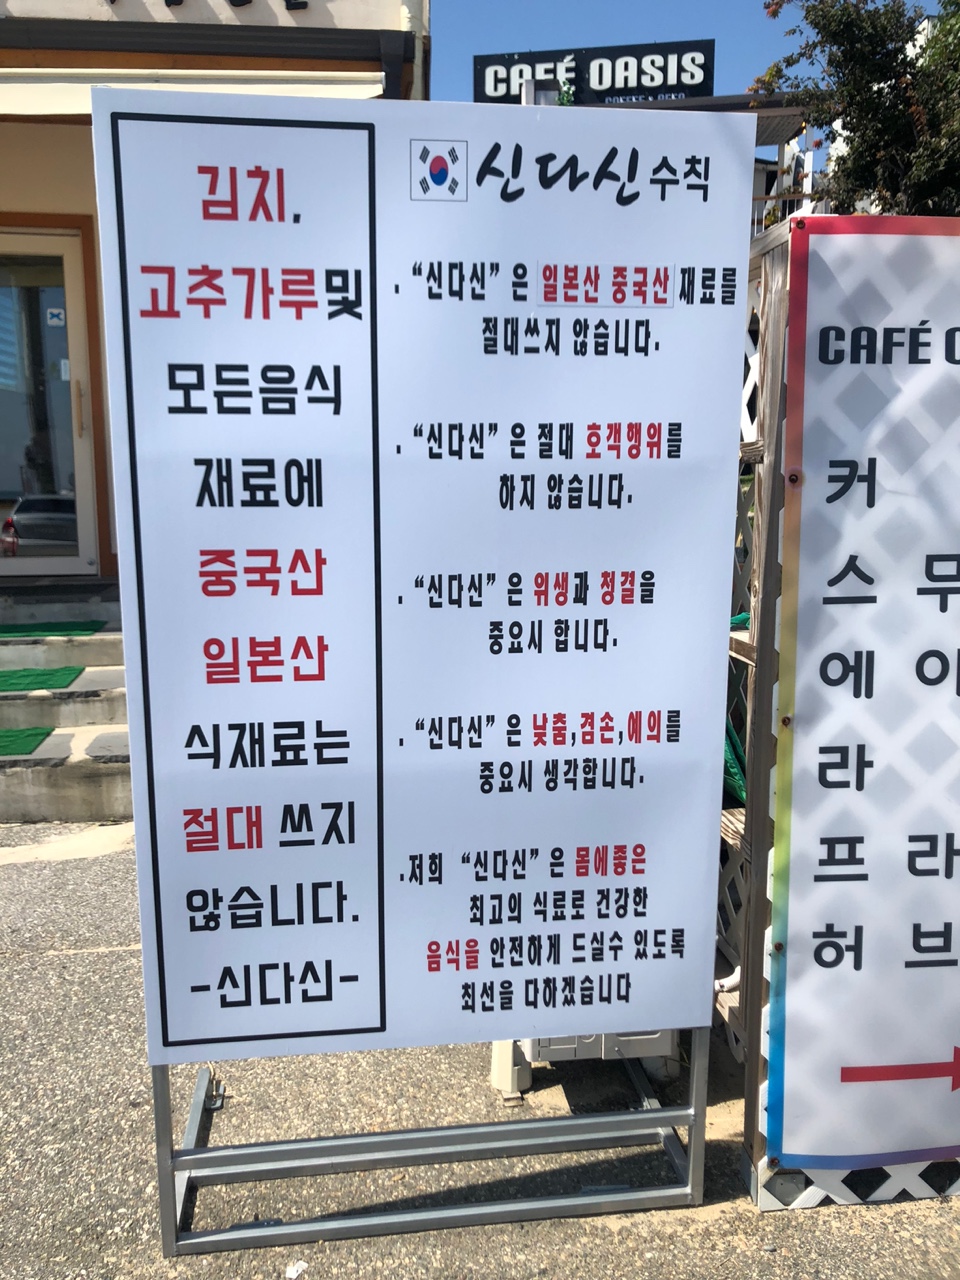 CAFÉ OASIS
김치.
고추가루및
모든음식
재료에
중국산
일본산
식재료는
절대 쓰지
않습니다.
-신다신-
신다신수칙
. “신다신” 은 일본산 중국산 재료를
절대쓰지 않습니다.
. “신다신” 은 절대 호객행위를
하지 않습니다.
. “신다신” 은 위생과 청결을
중요시 합니다.
. “신다신” 은 낮춤,겸손,예의를
중요시 생각합니다.
.저희 “신다신” 은 몸에좋은
최고의 식료로 건강한
음식을 안전하게 드실수 있도록
최선을 다하겠습니다
CAFÉ O
커
스 무
에 이
라
프 라
허 브